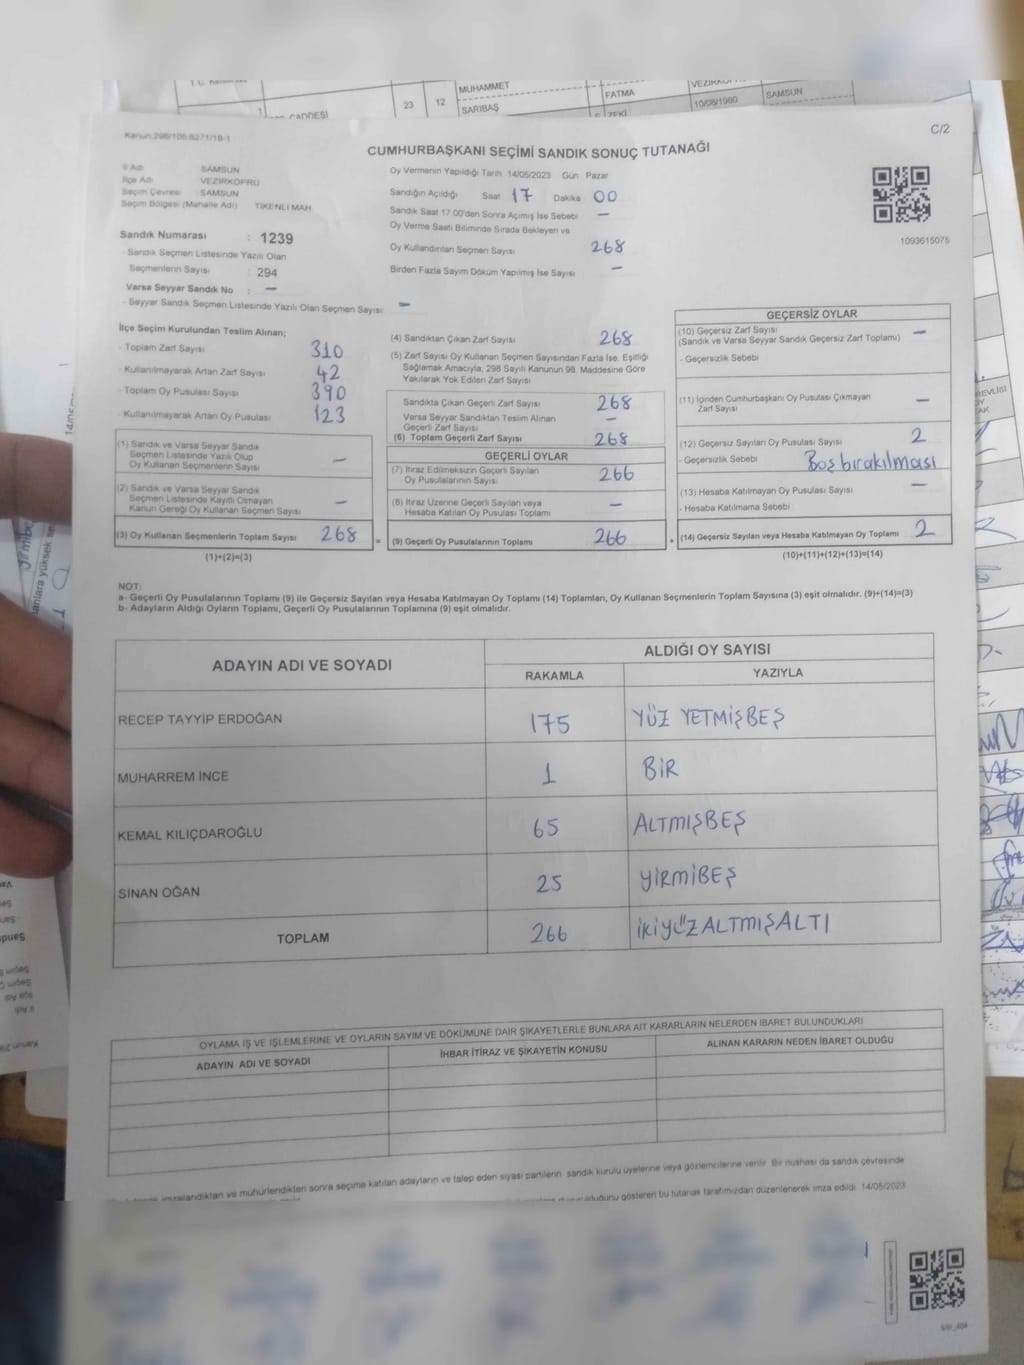 MUHAMMET
SARIBAŞ
FATMA
ZEKİ
10/08/1980
SAMSUN
CADDESİ
23
12
Kanun:298/105.6271/18-1
C/2
CUMHURBAŞKANI SEÇİMİ SANDIK SONUÇ TUTANAĞI
İl Adı SAMSUN
İlçe Adı VEZİRKÖPRÜ
Seçim Çevresi SAMSUN
Seçim Bölgesi (Mahalle Adı) TİKENLİ MAH.
Sandık Numarası : 1239
- Sandık Seçmen Listesinde Yazılı Olan
Seçmenlerin Sayısı : 294
Varsa Seyyar Sandık No : –
- Seyyar Sandık Seçmen Listesinde Yazılı Olan Seçmen Sayısı: –
Oy Vermenin Yapıldığı Tarih 14/05/2023 Gün Pazar
Sandığın Açıldığı Saat 17 Dakika 00
Sandık Saat 17.00'den Sonra Açılmış İse Sebebi –
Oy Verme Saati Bitiminde Sırada Bekleyen ve
Oy Kullandırılan Seçmen Sayısı 268
Birden Fazla Sayım Döküm Yapılmış İse Sayısı –
1093615075
İlçe Seçim Kurulundan Teslim Alınan;
- Toplam Zarf Sayısı 310
- Kullanılmayarak Artan Zarf Sayısı 42
- Toplam Oy Pusulası Sayısı 390
- Kullanılmayarak Artan Oy Pusulası 123
(1) Sandık ve Varsa Seyyar Sandık
Seçmen Listesinde Yazılı Olup
Oy Kullanan Seçmenlerin Sayısı –
(2) Sandık ve Varsa Seyyar Sandık
Seçmen Listesinde Kayıtlı Olmayan
Kanun Gereği Oy Kullanan Seçmen Sayısı –
(3) Oy Kullanan Seçmenlerin Toplam Sayısı 268 =
(1)+(2)=(3)
(4) Sandıktan Çıkan Zarf Sayısı 268
(5) Zarf Sayısı Oy Kullanan Seçmen Sayısından Fazla İse, Eşitliği
Sağlamak Amacıyla, 298 Sayılı Kanunun 98. Maddesine Göre
Yakılarak Yok Edilen Zarf Sayısı
Sandıkta Çıkan Geçerli Zarf Sayısı 268
Varsa Seyyar Sandıktan Teslim Alınan
Geçerli Zarf Sayısı –
(6) Toplam Geçerli Zarf Sayısı 268
GEÇERLİ OYLAR
(7) İtiraz Edilmeksizin Geçerli Sayılan
Oy Pusulalarının Sayısı 266
(8) İtiraz Üzerine Geçerli Sayılan veya
Hesaba Katılan Oy Pusulası Toplamı –
(9) Geçerli Oy Pusulalarının Toplamı 266 +
GEÇERSİZ OYLAR
(10) Geçersiz Zarf Sayısı –
(Sandık ve Varsa Seyyar Sandık Geçersiz Zarf Toplamı)
- Geçersizlik Sebebi
(11) İçinden Cumhurbaşkanı Oy Pusulası Çıkmayan
Zarf Sayısı –
(12) Geçersiz Sayılan Oy Pusulası Sayısı 2
- Geçersizlik Sebebi Boş bırakılması
(13) Hesaba Katılmayan Oy Pusulası Sayısı –
- Hesaba Katılmama Sebebi
(14) Geçersiz Sayılan veya Hesaba Katılmayan Oy Toplamı 2
(10)+(11)+(12)+(13)=(14)
NOT:
a- Geçerli Oy Pusulalarının Toplamı (9) ile Geçersiz Sayılan veya Hesaba Katılmayan Oy Toplamı (14) Toplamları, Oy Kullanan Seçmenlerin Toplam Sayısına (3) eşit olmalıdır. (9)+(14)=(3)
b- Adayların Aldığı Oyların Toplamı, Geçerli Oy Pusulalarının Toplamına (9) eşit olmalıdır.
ADAYIN ADI VE SOYADI
ALDIĞI OY SAYISI
RAKAMLA YAZIYLA
RECEP TAYYİP ERDOĞAN 175 YÜZ YETMİŞBEŞ
MUHARREM İNCE 1 BİR
KEMAL KILIÇDAROĞLU 65 ALTMIŞBEŞ
SİNAN OĞAN 25 YİRMİBEŞ
TOPLAM 266 İKİYÜZALTMIŞALTI
OYLAMA İŞ VE İŞLEMLERİNE VE OYLARIN SAYIM VE DÖKÜMÜNE DAİR ŞİKAYETLERLE BUNLARA AİT KARARLARIN NELERDEN İBARET BULUNDUKLARI
ADAYIN ADI VE SOYADI İHBAR İTİRAZ VE ŞİKAYETİN KONUSU ALINAN KARARIN NEDEN İBARET OLDUĞU
imzalandıktan ve mühürlendikten sonra seçime katılan adayların ve talep eden siyasi partilerin sandık kurulu üyelerine veya gözlemcilerine verilir. Bir nüshası da sandık çevresinde
gösteren bu tutanak tarafımızdan düzenlenerek imza edildi. 14/05/2023